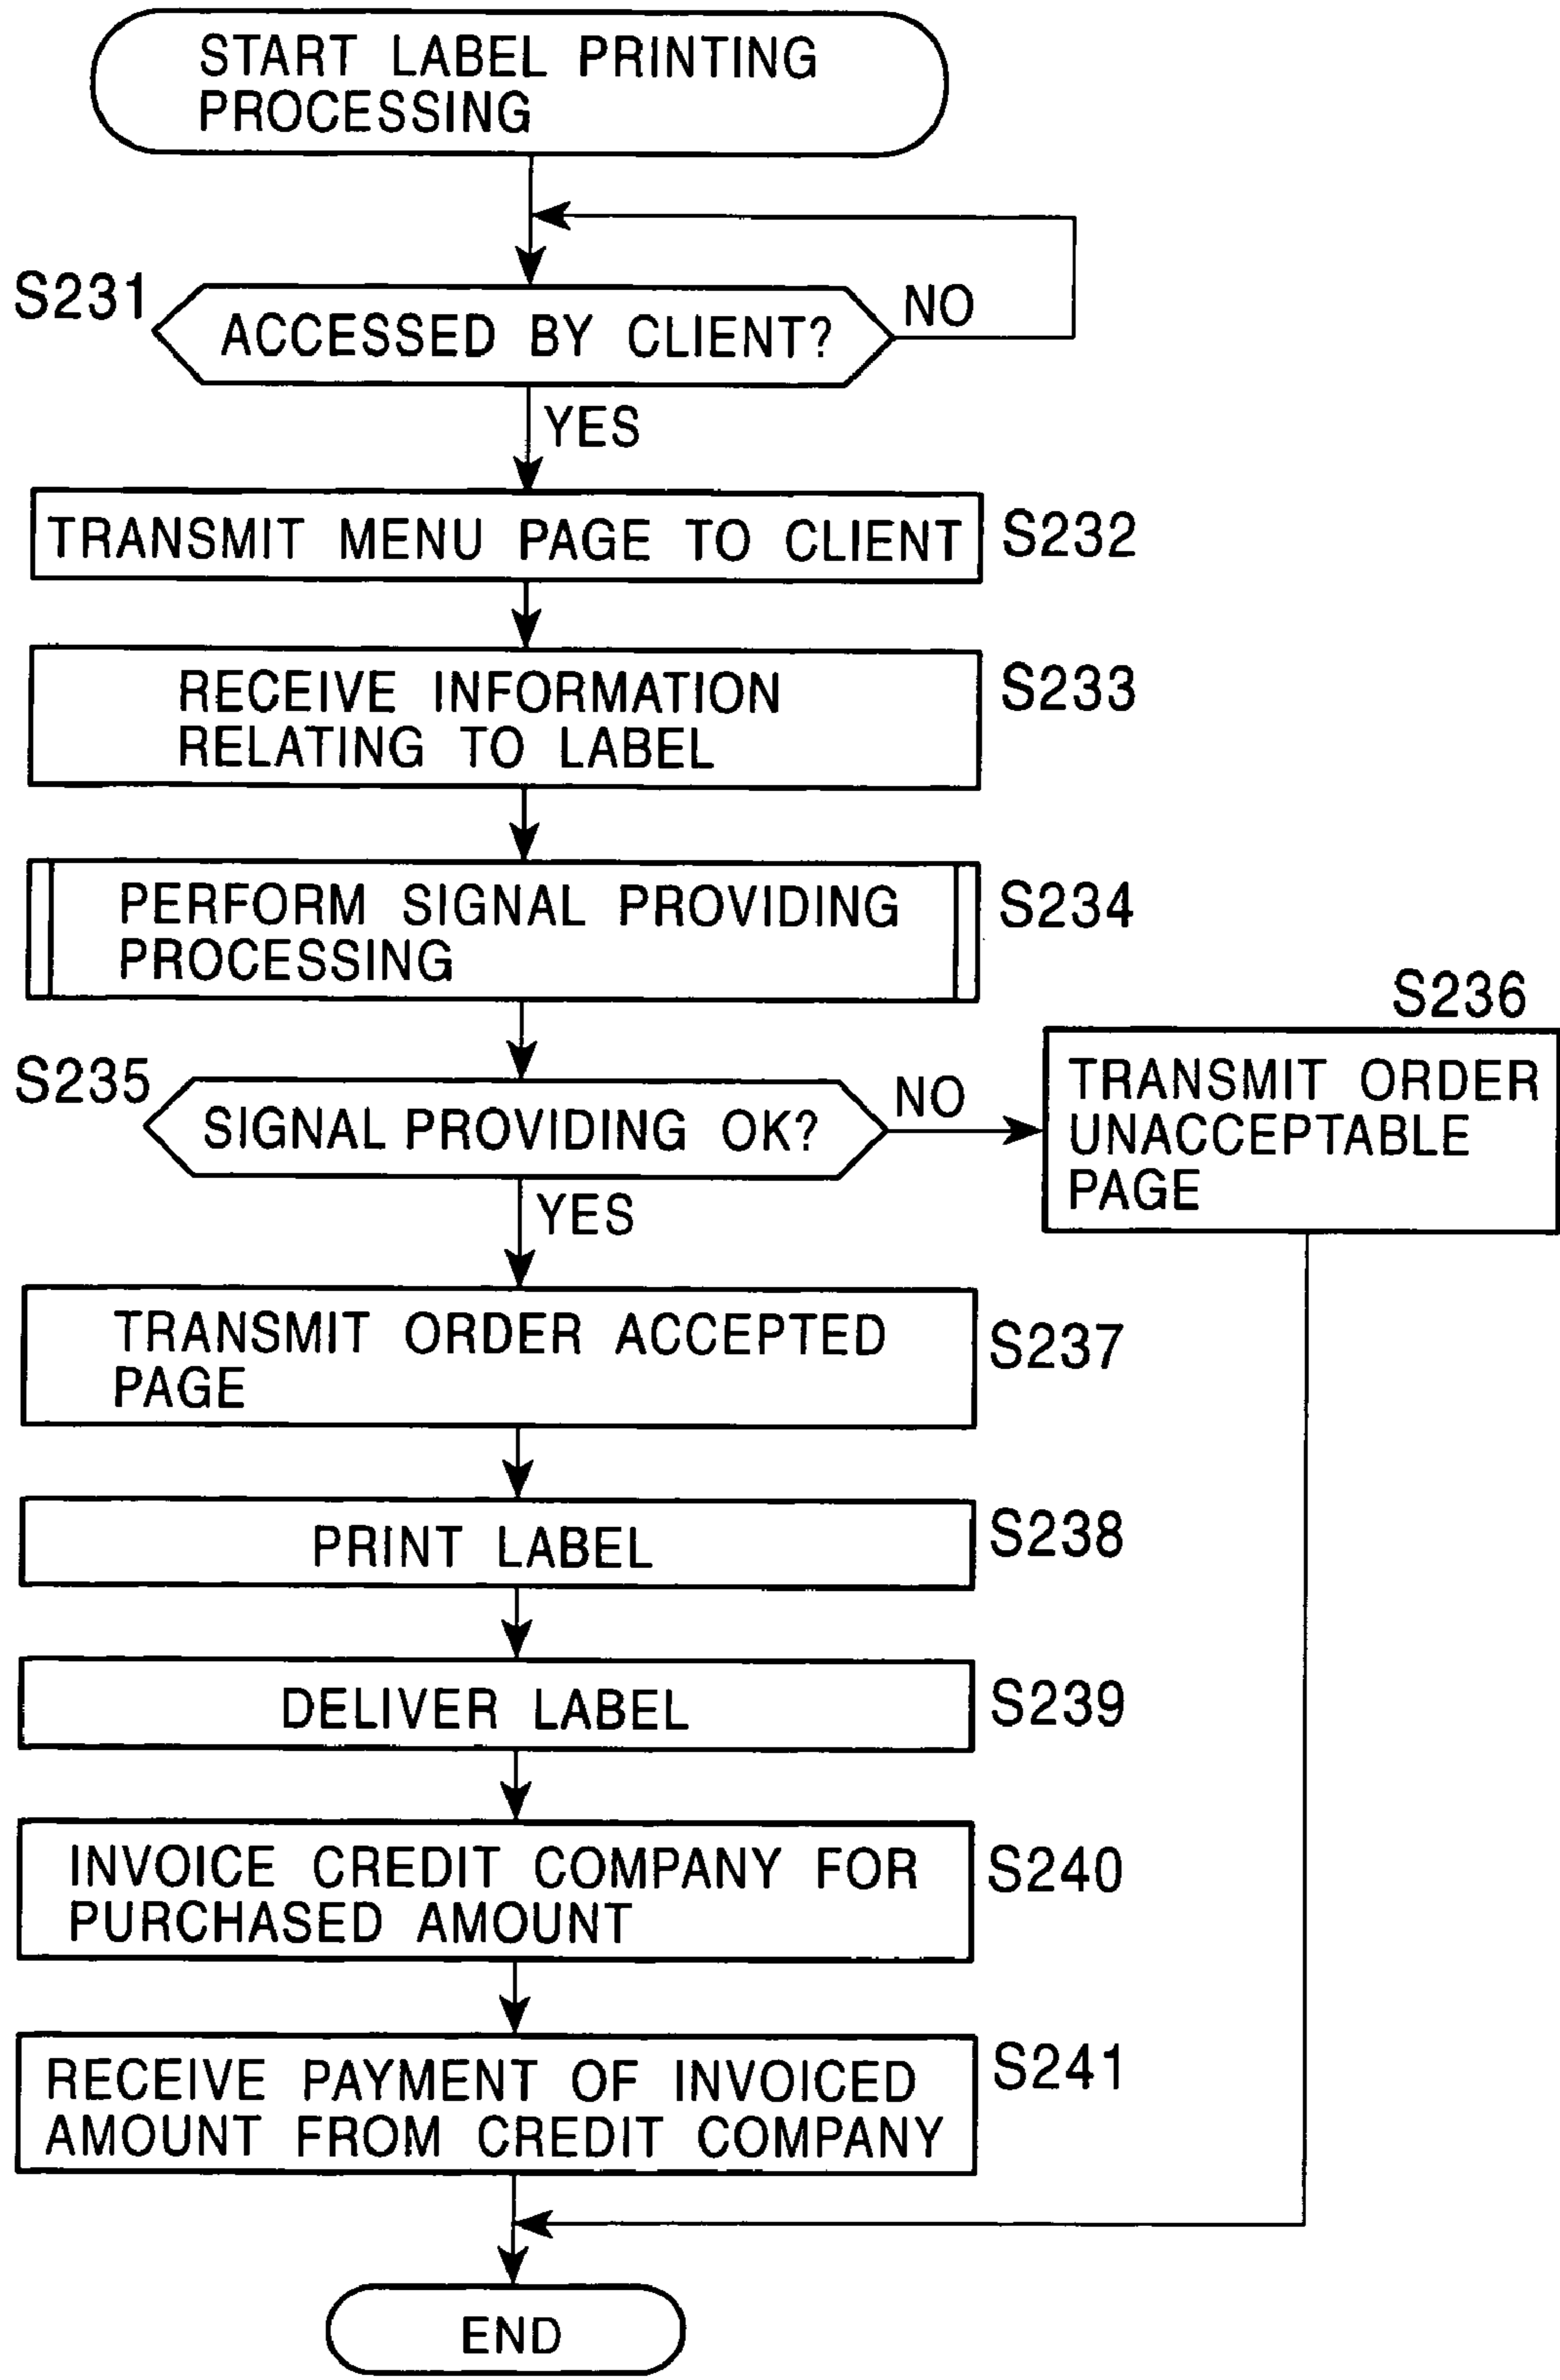 START LABEL PRINTING
PROCESSING
S231
ACCESSED BY CLIENT?
NO
YES
TRANSMIT MENU PAGE TO CLIENT
S232
RECEIVE INFORMATION
RELATING TO LABEL
S233
PERFORM SIGNAL PROVIDING
PROCESSING
S234
S235
SIGNAL PROVIDING OK?
NO
S236
TRANSMIT ORDER
UNACCEPTABLE
PAGE
YES
TRANSMIT ORDER ACCEPTED
PAGE
S237
PRINT LABEL
S238
DELIVER LABEL
S239
INVOICE CREDIT COMPANY FOR
PURCHASED AMOUNT
S240
RECEIVE PAYMENT OF INVOICED
AMOUNT FROM CREDIT COMPANY
S241
END